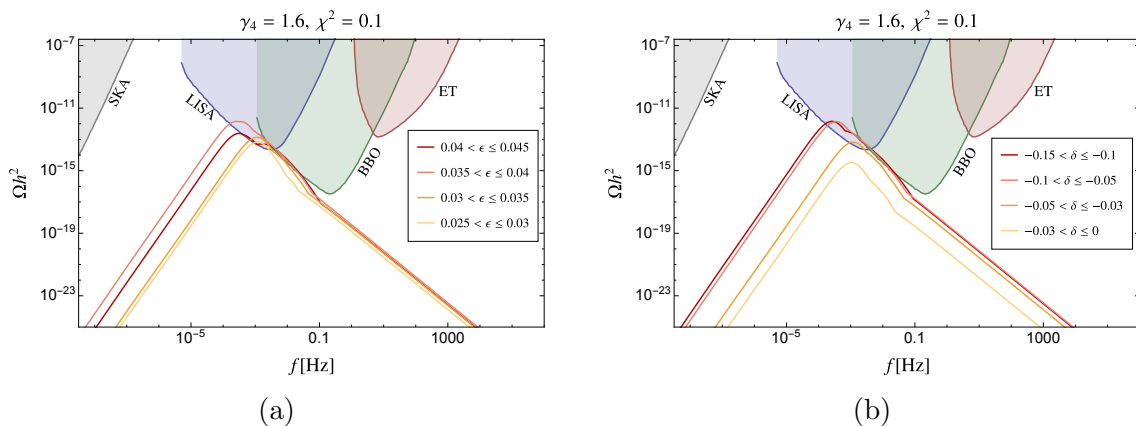 γ₄ = 1.6, χ² = 0.1
10⁻⁷
10⁻¹¹
10⁻¹⁵
10⁻¹⁹
10⁻²³
Ωh²
SKA
LISA
BBO
ET
0.04 < ϵ ≤ 0.045
0.035 < ϵ ≤ 0.04
0.03 < ϵ ≤ 0.035
0.025 < ϵ ≤ 0.03
10⁻⁵
0.1
1000
f[Hz]
(a)
γ₄ = 1.6, χ² = 0.1
10⁻⁷
10⁻¹¹
10⁻¹⁵
10⁻¹⁹
10⁻²³
Ωh²
SKA
LISA
BBO
ET
−0.15 < δ ≤ −0.1
−0.1 < δ ≤ −0.05
−0.05 < δ ≤ −0.03
−0.03 < δ ≤ 0
10⁻⁵
0.1
1000
f[Hz]
(b)